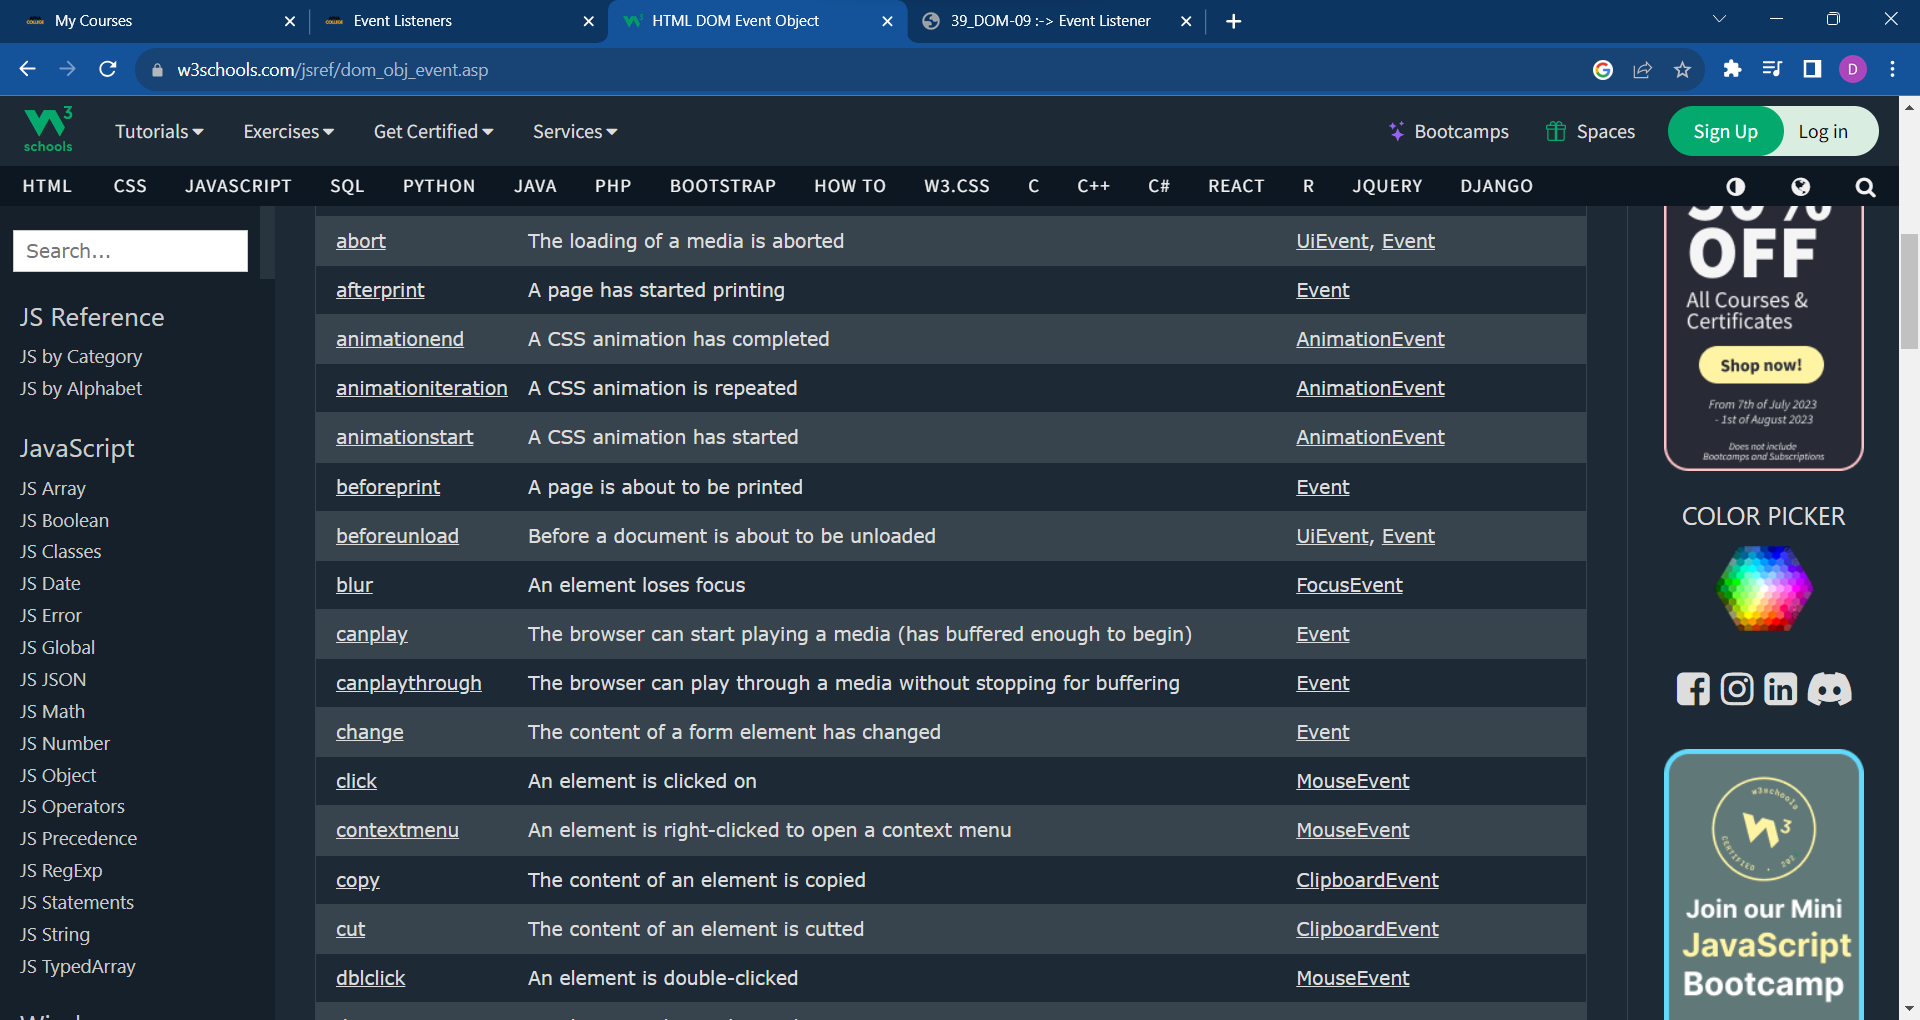 My Courses
Event Listeners
HTML DOM Event Object
39_DOM-09 :-> Event Listener
w3schools.com/jsref/dom_obj_event.asp
D
3
schools
Tutorials
Exercises
Get Certified
Services
Bootcamps
Spaces
Sign Up
Log in
HTML CSS JAVASCRIPT SQL PYTHON JAVA PHP BOOTSTRAP HOW TO W3.CSS C C++ C# REACT R JQUERY DJANGO
Search...
JS Reference
JS by Category
JS by Alphabet
JavaScript
JS Array
JS Boolean
JS Classes
JS Date
JS Error
JS Global
JS JSON
JS Math
JS Number
JS Object
JS Operators
JS Precedence
JS RegExp
JS Statements
JS String
JS TypedArray
abort The loading of a media is aborted UiEvent, Event
afterprint A page has started printing Event
animationend A CSS animation has completed AnimationEvent
animationiteration A CSS animation is repeated AnimationEvent
animationstart A CSS animation has started AnimationEvent
beforeprint A page is about to be printed Event
beforeunload Before a document is about to be unloaded UiEvent, Event
blur An element loses focus FocusEvent
canplay The browser can start playing a media (has buffered enough to begin) Event
canplaythrough The browser can play through a media without stopping for buffering Event
change The content of a form element has changed Event
click An element is clicked on MouseEvent
contextmenu An element is right-clicked to open a context menu MouseEvent
copy The content of an element is copied ClipboardEvent
cut The content of an element is cutted ClipboardEvent
dblclick An element is double-clicked MouseEvent
OFF
All Courses &
Certificates
Shop now!
From 7th of July 2023
- 1st of August 2023
Does not include
Bootcamps and Subscriptions
COLOR PICKER
w3schools
CERTIFIED . 202
Join our Mini
JavaScript
Bootcamp